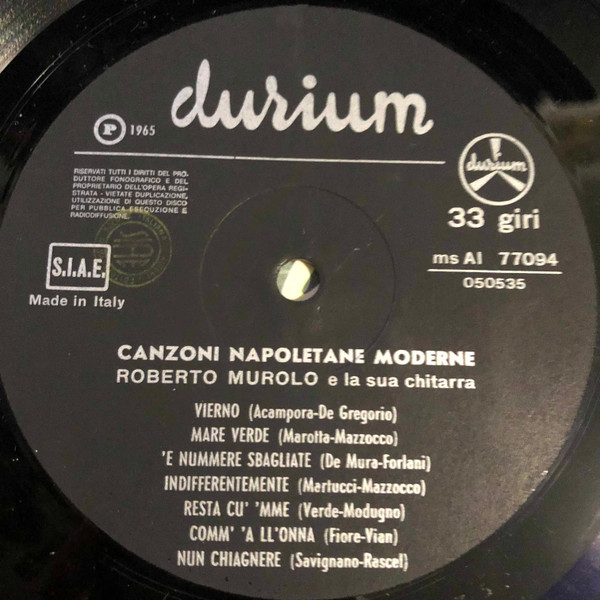 durium
P 1965
RISERVATI TUTTI I DIRITTI DEL PRO-
DUTTORE FONOGRAFICO E DEL
PROPRIETARIO DELL'OPERA REGI-
STRATA - VIETATE DUPLICAZIONE,
UTILIZZAZIONE DI QUESTO DISCO
PER PUBBLICA ESECUZIONE E
RADIODIFFUSIONE
durium
33 giri
ms AI 77094
050535
S.I.A.E.
Made in Italy
CANZONI NAPOLETANE MODERNE
ROBERTO MUROLO e la sua chitarra
VIERNO (Acampora-De Gregorio)
MARE VERDE (Marotta-Mazzocco)
'E NUMMERE SBAGLIATE (De Mura-Forlani)
INDIFFERENTEMENTE (Martucci-Mazzocco)
RESTA CU' 'MME (Verde-Modugno)
COMM' 'A LL'ONNA (Fiore-Vian)
NUN CHIAGNERE (Savignano-Rascel)